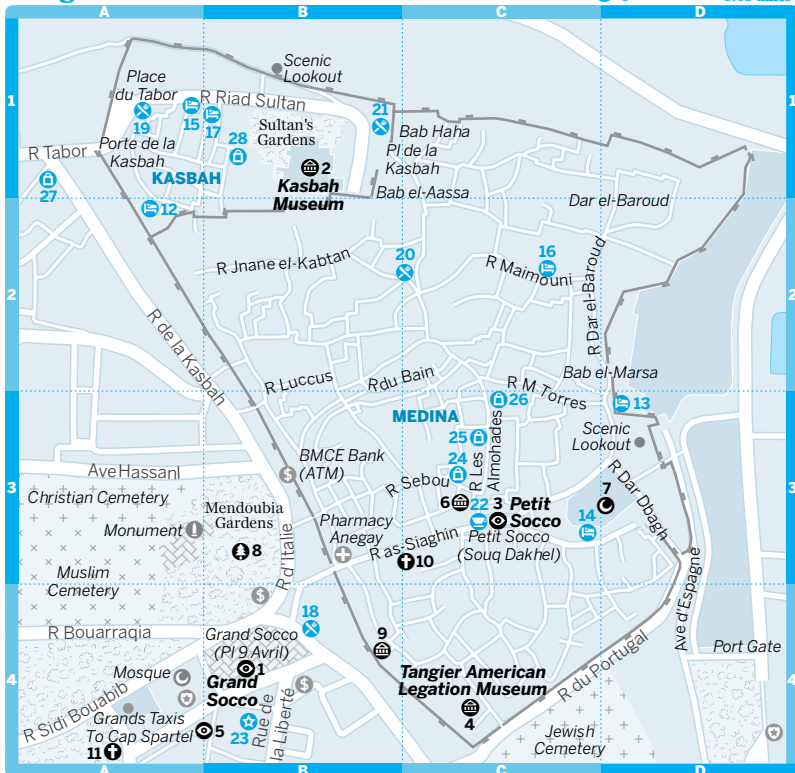 A B C D
1
Scenic
Lookout
Place
du Tabor
R Riad Sultan
21
19
15
17
Sultan's
Gardens
Bab Haha
28
Porte de la
Kasbah
Pl de la
Kasbah
R Tabor
KASBAH
2
Kasbah
Museum
27
Bab el-Aassa
12
Dar el-Baroud
1
R Jnane el-Kabtan
20
16
R Maimouni
R Dar el-Baroud
2
2
R de la Kasbah
Bab el-Marsa
R Luccus
R du Bain
R M Torres
26
13
MEDINA
25
R Les
Almohades
Scenic
Lookout
BMCE Bank
(ATM)
24
Ave Hassan I
R Sebou
3
3
Christian Cemetery
Mendoubia
Gardens
6
22
3
Petit
Socco
7
R Dar Dbagh
Monument
Pharmacy
Anegay
R as-Siaghin
Petit Socco
(Souq Dakhel)
14
8
R d'Italie
10
Muslim
Cemetery
Ave d'Espagne
18
R Bouarraqia
Grand Socco
(Pl 9 Avril)
9
R du Portugal
Port Gate
Mosque
1
Grand
Socco
Tangier American
Legation Museum
4
4
4
R Sidi Bouabib
Grands Taxis
To Cap Spartel
5
23
Rue de
la Liberté
Jewish
Cemetery
11
A B C D